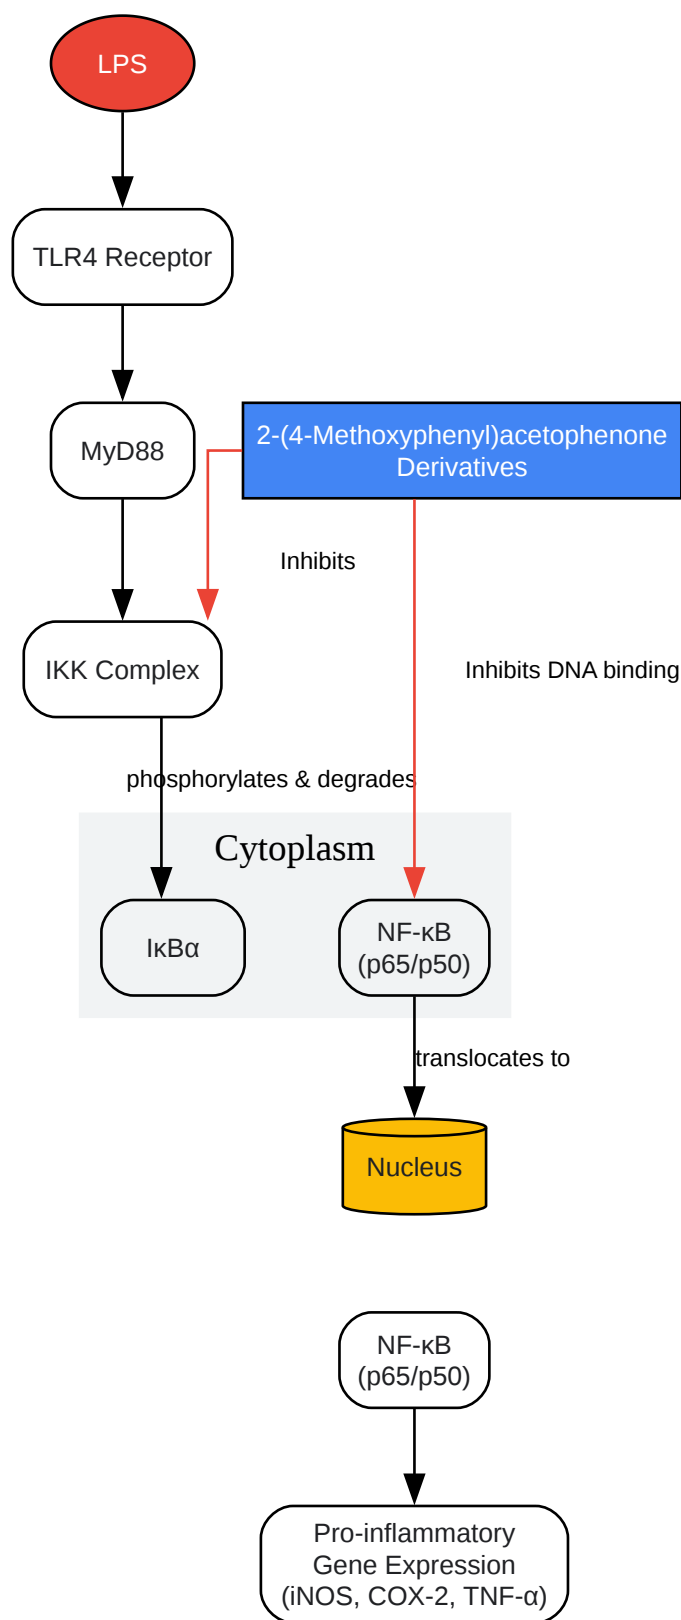 LPS
TLR4 Receptor
MyD88
2-(4-Methoxyphenyl)acetophenone
Derivatives
Inhibits
IKK Complex
Inhibits DNA binding
phosphorylates & degrades
Cytoplasm
IκBα
NF-κB
(p65/p50)
translocates to
Nucleus
NF-κB
(p65/p50)
Pro-inflammatory
Gene Expression
(iNOS, COX-2, TNF-α)